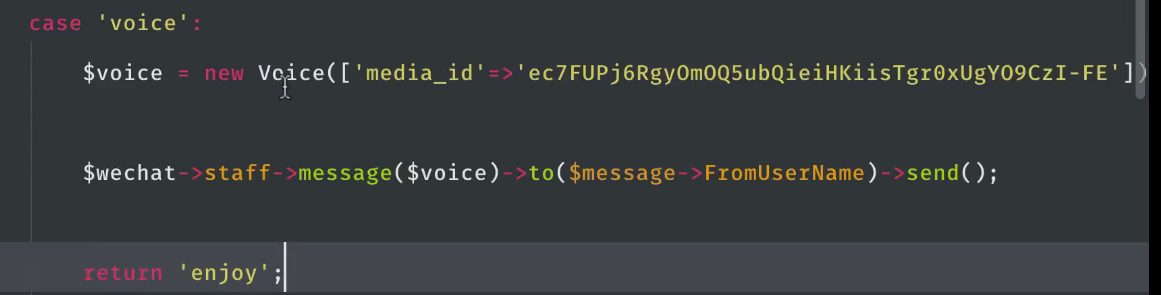 case 'voice':
$voice = new Voice(['media_id'=>'ec7FUPj6RgyOmOQ5ubQieiHKiisTgr0xUgYO9CzI-FE'])
$wechat->staff->message($voice)->to($message->FromUserName)->send();
return 'enjoy';